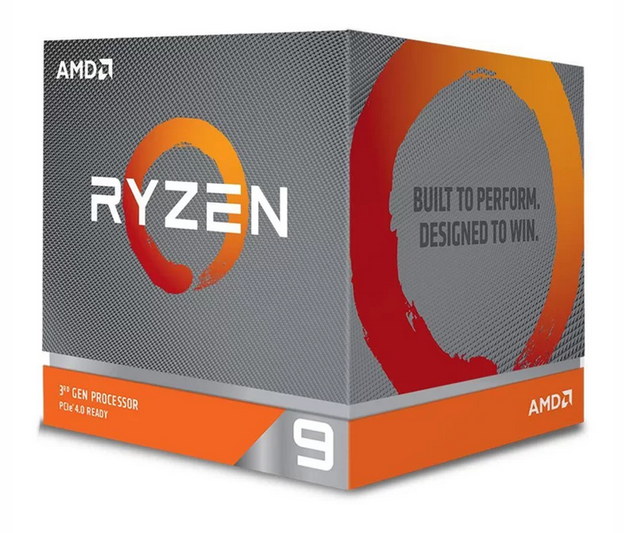 AMD
RYZEN
3RD GEN PROCESSOR
PCIe® 4.0 READY
9
BUILT TO PERFORM.
DESIGNED TO WIN.
AMD